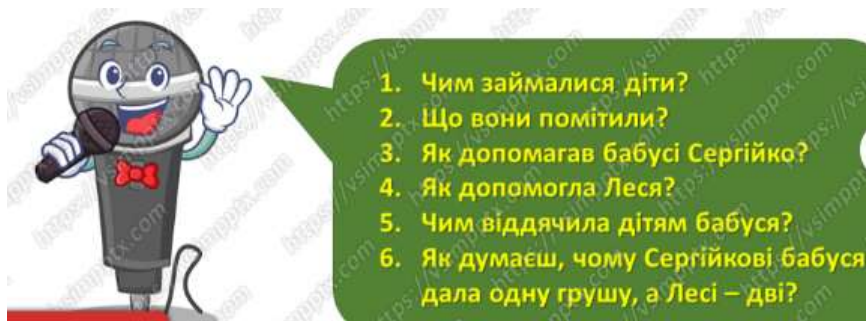 1. Чим займалися діти?
2. Що вони помітили?
3. Як допомагав бабусі Сергійко?
4. Як допомогла Леся?
5. Чим віддячила дітям бабуся?
6. Як думаєш, чому Сергійкові бабуся
дала одну грушу, а Лесі – дві?